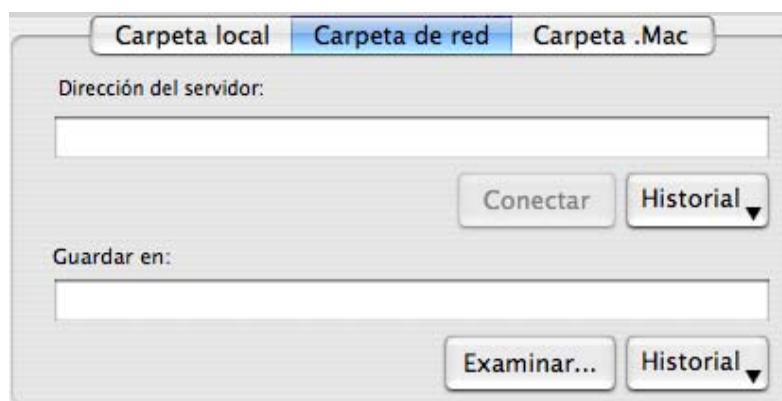 Carpeta local Carpeta de red Carpeta .Mac
Dirección del servidor:
Conectar Historial
Guardar en:
Examinar... Historial